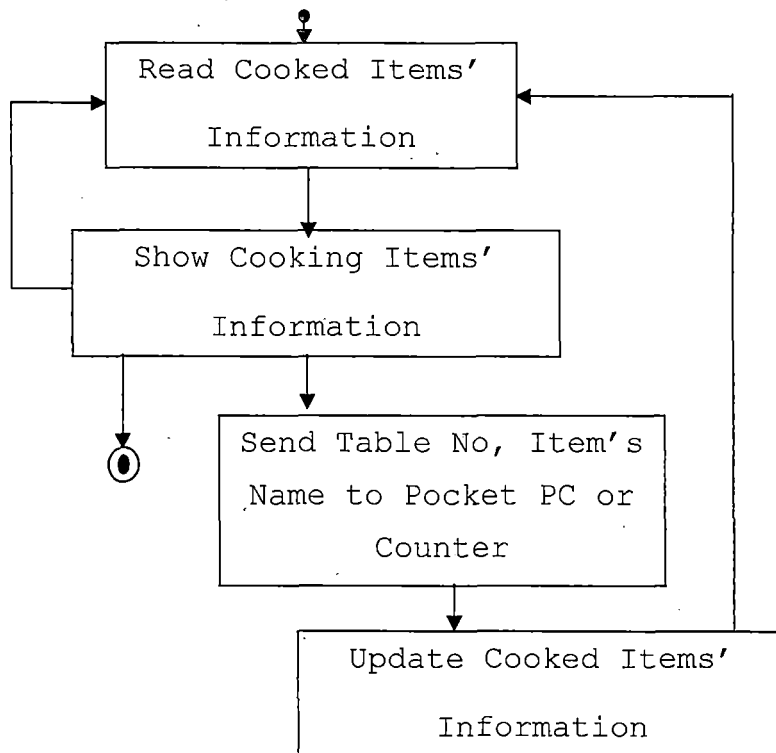 Read Cooked Items'
Information
Show Cooking Items'
Information
Send Table No, Item's
Name to Pocket PC or
Counter
Update Cooked Items'
Information